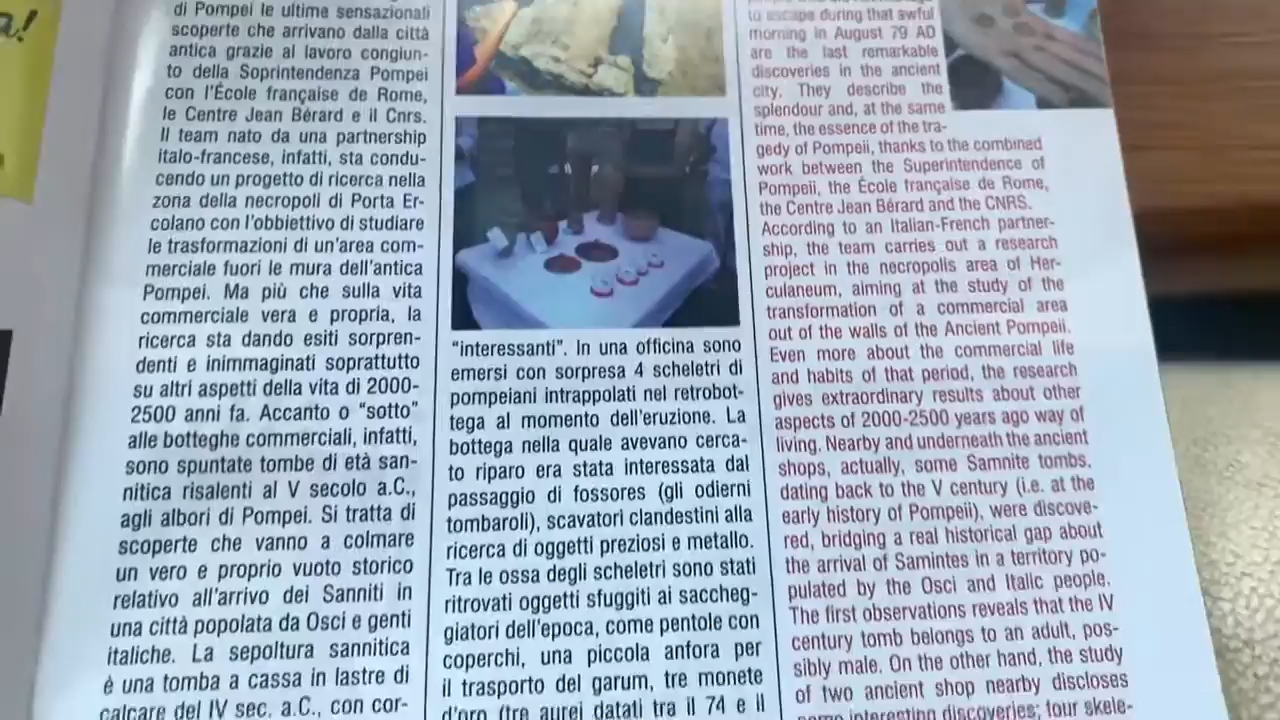 a!
di Pompei le ultime sensazionali
scoperte che arrivano dalla città
antica grazie al lavoro congiun-
to della Soprintendenza Pompei
con l'École française de Rome,
le Centre Jean Bérard e il Cnrs.
Il team nato da una partnership
italo-francese, infatti, sta condu-
cendo un progetto di ricerca nella
zona della necropoli di Porta Er-
colano con l'obbiettivo di studiare
le trasformazioni di un'area com-
merciale fuori le mura dell'antica
Pompei. Ma più che sulla vita
commerciale vera e propria, la
ricerca sta dando esiti sorpren-
denti e inimmaginati soprattutto
su altri aspetti della vita di 2000-
2500 anni fa. Accanto o "sotto"
alle botteghe commerciali, infatti,
sono spuntate tombe di età san-
nitica risalenti al V secolo a.C.,
agli albori di Pompei. Si tratta di
scoperte che vanno a colmare
un vero e proprio vuoto storico
relativo all'arrivo dei Sanniti in
una città popolata da Osci e genti
italiche. La sepoltura sannitica
è una tomba a cassa in lastre di
calcare del IV sec. a.C., con cor-
"interessanti". In una officina sono
emersi con sorpresa 4 scheletri di
pompeiani intrappolati nel retrobot-
tega al momento dell'eruzione. La
bottega nella quale avevano cerca-
to riparo era stata interessata dal
passaggio di fossores (gli odierni
tombaroli), scavatori clandestini alla
ricerca di oggetti preziosi e metallo.
Tra le ossa degli scheletri sono stati
ritrovati oggetti sfuggiti ai saccheg-
giatori dell'epoca, come pentole con
coperchi, una piccola anfora per
il trasporto del garum, tre monete
d'oro (tre aurei datati tra il 74 e il
to escape during that awful
morning in August 79 AD
are the last remarkable
discoveries in the ancient
city. They describe the
splendour and, at the same
time, the essence of the tra-
gedy of Pompeii, thanks to the combined
work between the Superintendence of
Pompeii, the École française de Rome,
the Centre Jean Bérard and the CNRS.
According to an Italian-French partner-
ship, the team carries out a research
project in the necropolis area of Her-
culaneum, aiming at the study of the
transformation of a commercial area
out of the walls of the Ancient Pompeii.
Even more about the commercial life
and habits of that period, the research
gives extraordinary results about other
aspects of 2000-2500 years ago way of
living. Nearby and underneath the ancient
shops, actually, some Samnite tombs,
dating back to the V century (i.e. at the
early history of Pompeii), were discove-
red, bridging a real historical gap about
the arrival of Samintes in a territory po-
pulated by the Osci and Italic people.
The first observations reveals that the IV
century tomb belongs to an adult, pos-
sibly male. On the other hand, the study
of two ancient shop nearby discloses
some interesting discoveries: four skele-